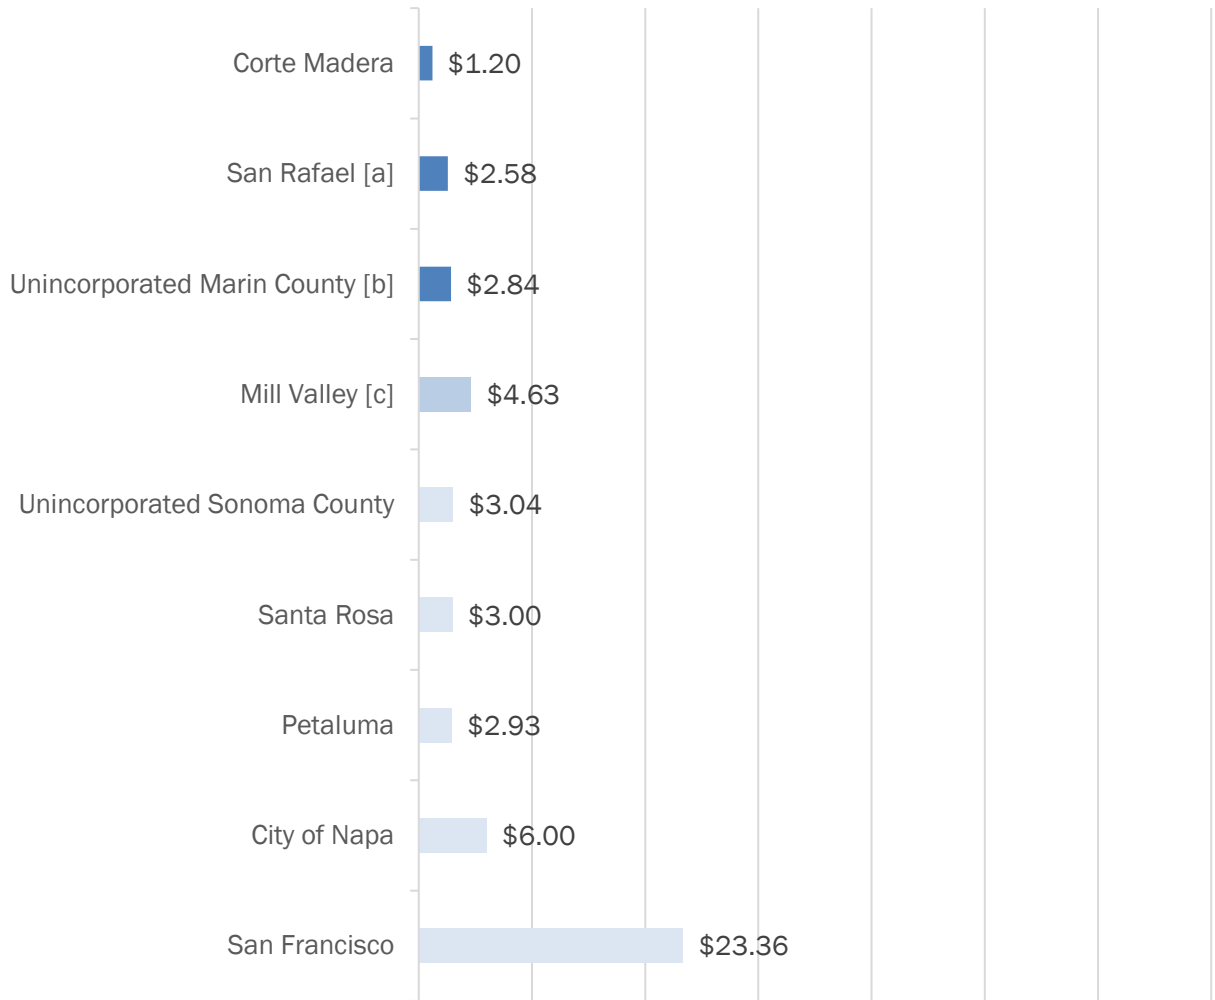 Corte Madera $1.20
San Rafael [a] $2.58
Unincorporated Marin County [b] $2.84
Mill Valley [c] $4.63
Unincorporated Sonoma County $3.04
Santa Rosa $3.00
Petaluma $2.93
City of Napa $6.00
San Francisco $23.36